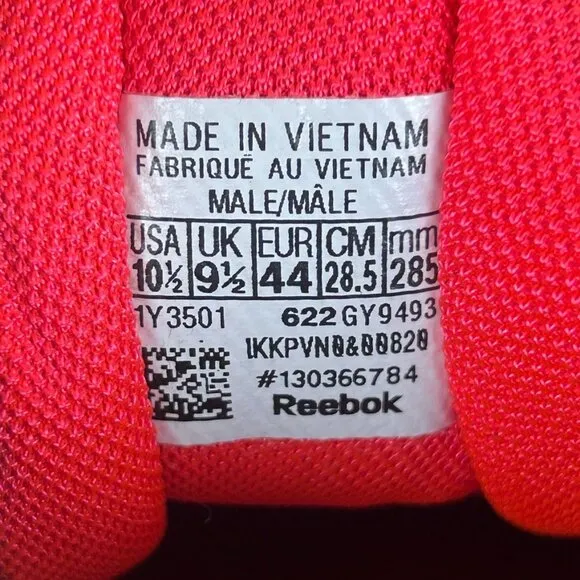 MADE IN VIETNAM
FABRIQUË AU VIETNAM
MALE/MÂLE
USA UK EUR CM mm
10½ 9½ 44 28.5 285
1Y3501 622 GY9493
IKKPVN0&00820
#130366784
Reebok